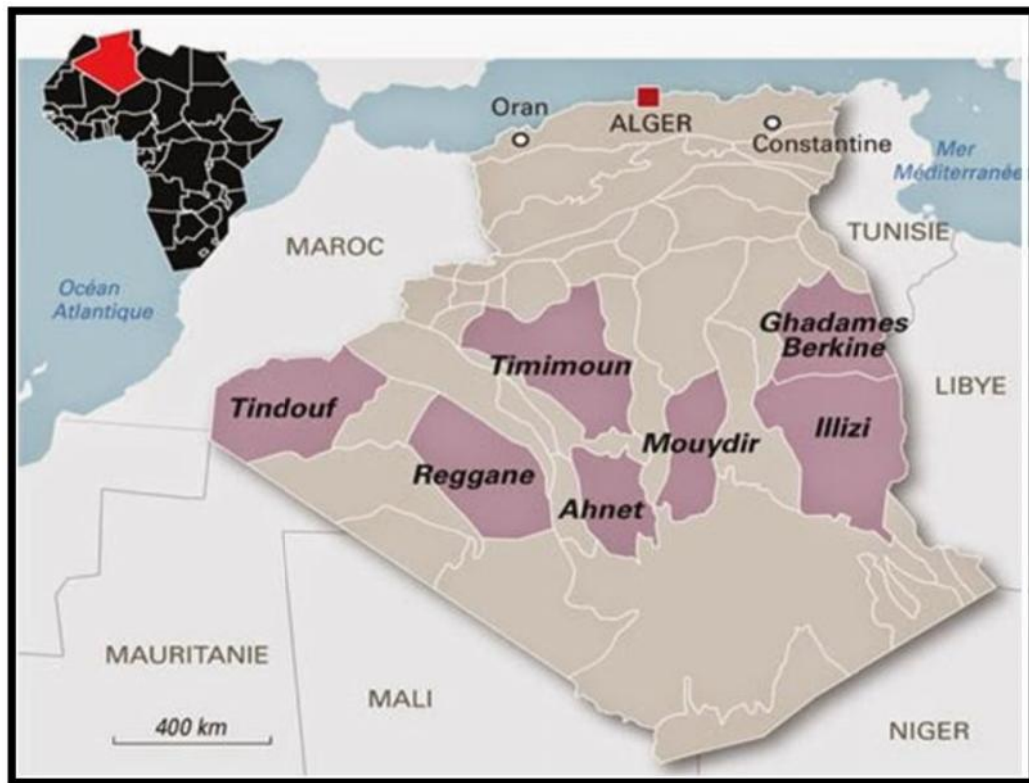 Oran
ALGER
Constantine
Mer
Méditerranée
MAROC
TUNISIE
Océan
Atlantique
Ghadames
Berkine
Timimoun
LIBYE
Tindouf
Illizi
Mouydir
Reggane
Ahnet
MAURITANIE
MALI
400 km
NIGER